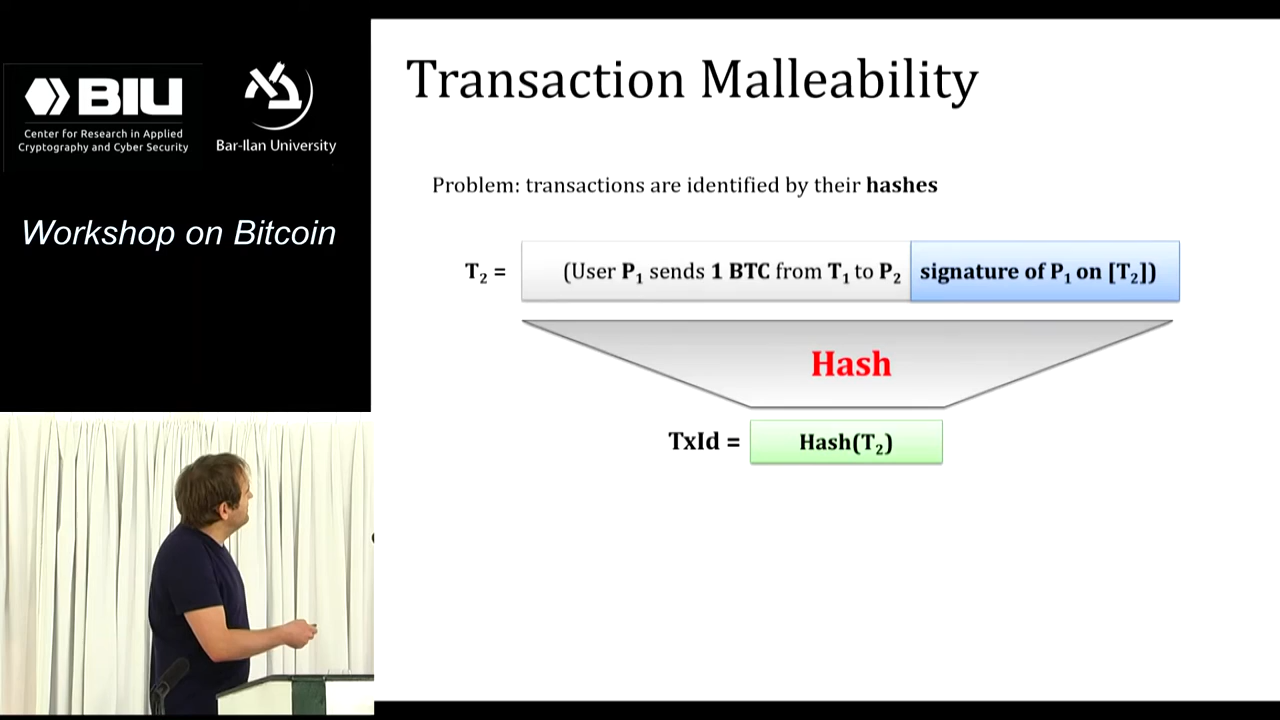 BIU
Center for Research in Applied
Cryptography and Cyber Security
Bar-Ilan University
Workshop on Bitcoin
Transaction Malleability
Problem: transactions are identified by their hashes
T₂ = (User P₁ sends 1 BTC from T₁ to P₂ signature of P₁ on [T₂])
Hash
TxId = Hash(T₂)